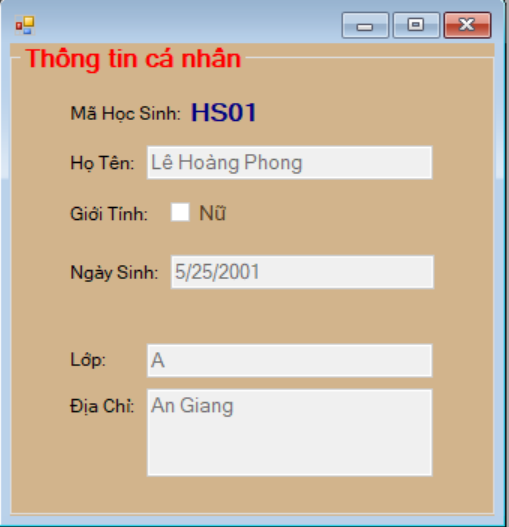 Thông tin cá nhân
Mã Học Sinh: HS01
Họ Tên: Lê Hoàng Phong
Giới Tính: Nữ
Ngày Sinh: 5/25/2001
Lớp: A
Địa Chỉ: An Giang